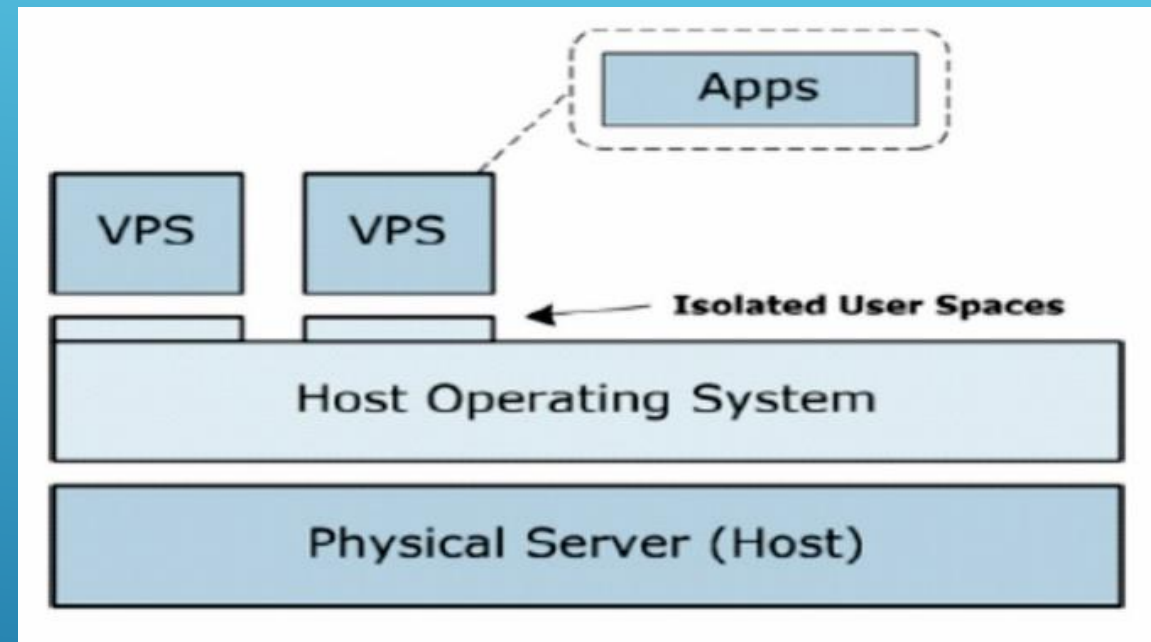 Apps
VPS
VPS
Isolated User Spaces
Host Operating System
Physical Server (Host)